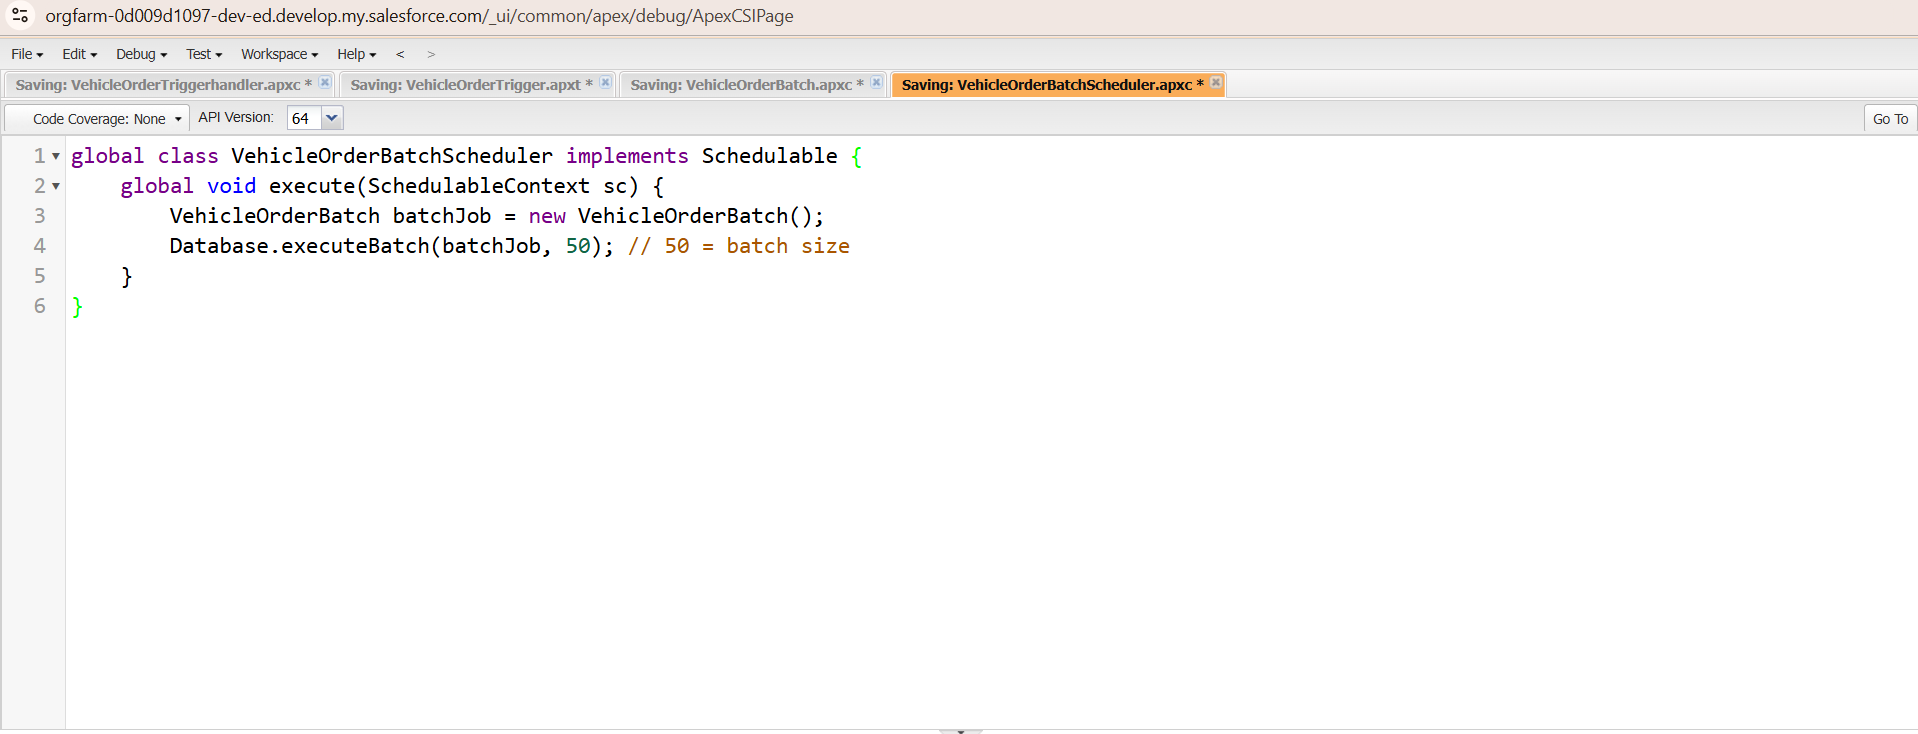 orgfarm-0d009d1097-dev-ed.develop.my.salesforce.com/_ui/common/apex/debug/ApexCSIPage
File Edit Debug Test Workspace Help < >
Saving: VehicleOrderTriggerhandler.apxc * Saving: VehicleOrderTrigger.apxt * Saving: VehicleOrderBatch.apxc * Saving: VehicleOrderBatchScheduler.apxc *
Code Coverage: None API Version: 64 Go To
1 global class VehicleOrderBatchScheduler implements Schedulable {
2 global void execute(SchedulableContext sc) {
3 VehicleOrderBatch batchJob = new VehicleOrderBatch();
4 Database.executeBatch(batchJob, 50); // 50 = batch size
5 }
6 }